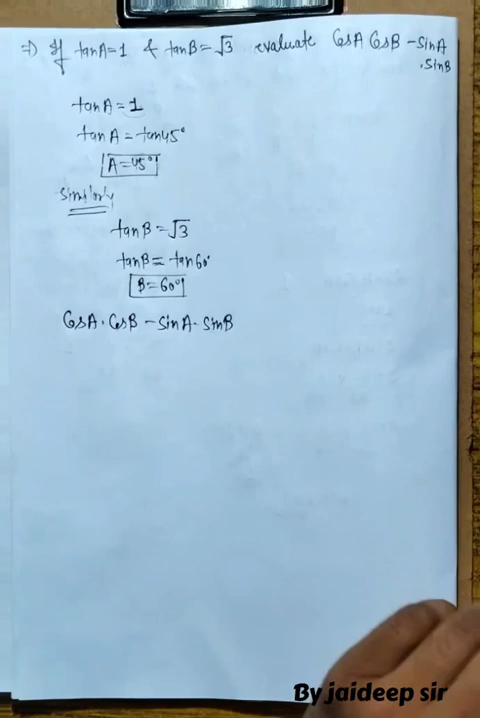 ⇒ If tanA=1 & tanB=√3 evaluate CosA CosB - SinA
. SinB
tanA=1
tanA=tan45°
A=45°
Similarly
tanB=√3
tanB=tan60°
B=60°
CosA. CosB - SinA. SinB
By jaideep sir